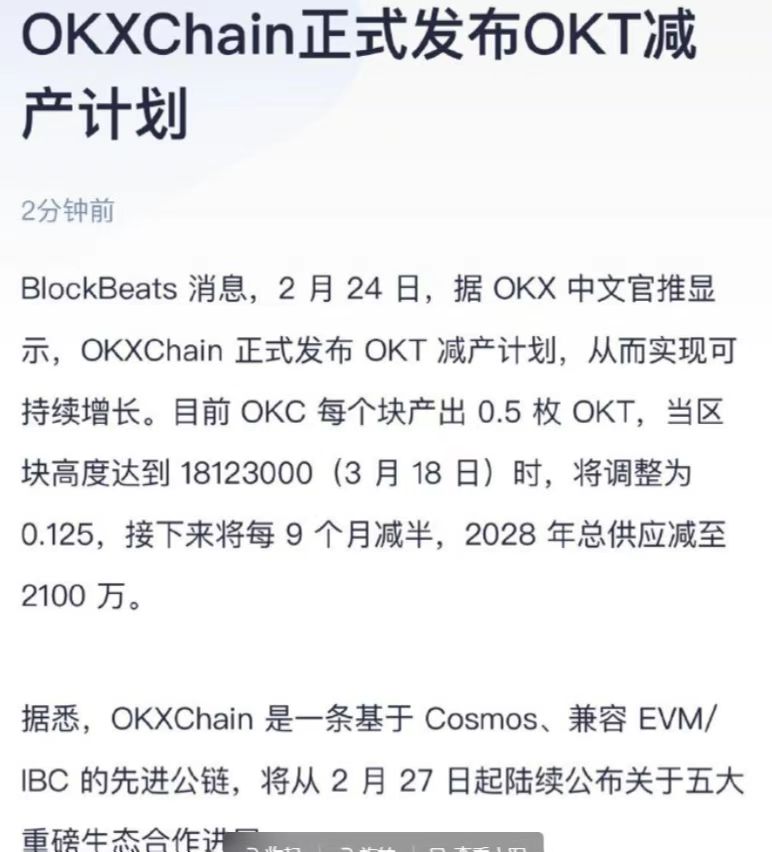 OKXChain正式发布OKT减
产计划
2分钟前
BlockBeats 消息，2 月 24 日，据 OKX 中文官推显
示，OKXChain 正式发布 OKT 减产计划，从而实现可
持续增长。目前 OKC 每个块产出 0.5 枚 OKT，当区
块高度达到 18123000（3 月 18 日）时，将调整为
0.125，接下来将每 9 个月减半，2028 年总供应减至
2100 万。
据悉，OKXChain 是一条基于 Cosmos、兼容 EVM/
IBC 的先进公链，将从 2 月 27 日起陆续公布关于五大
重磅生态合作进